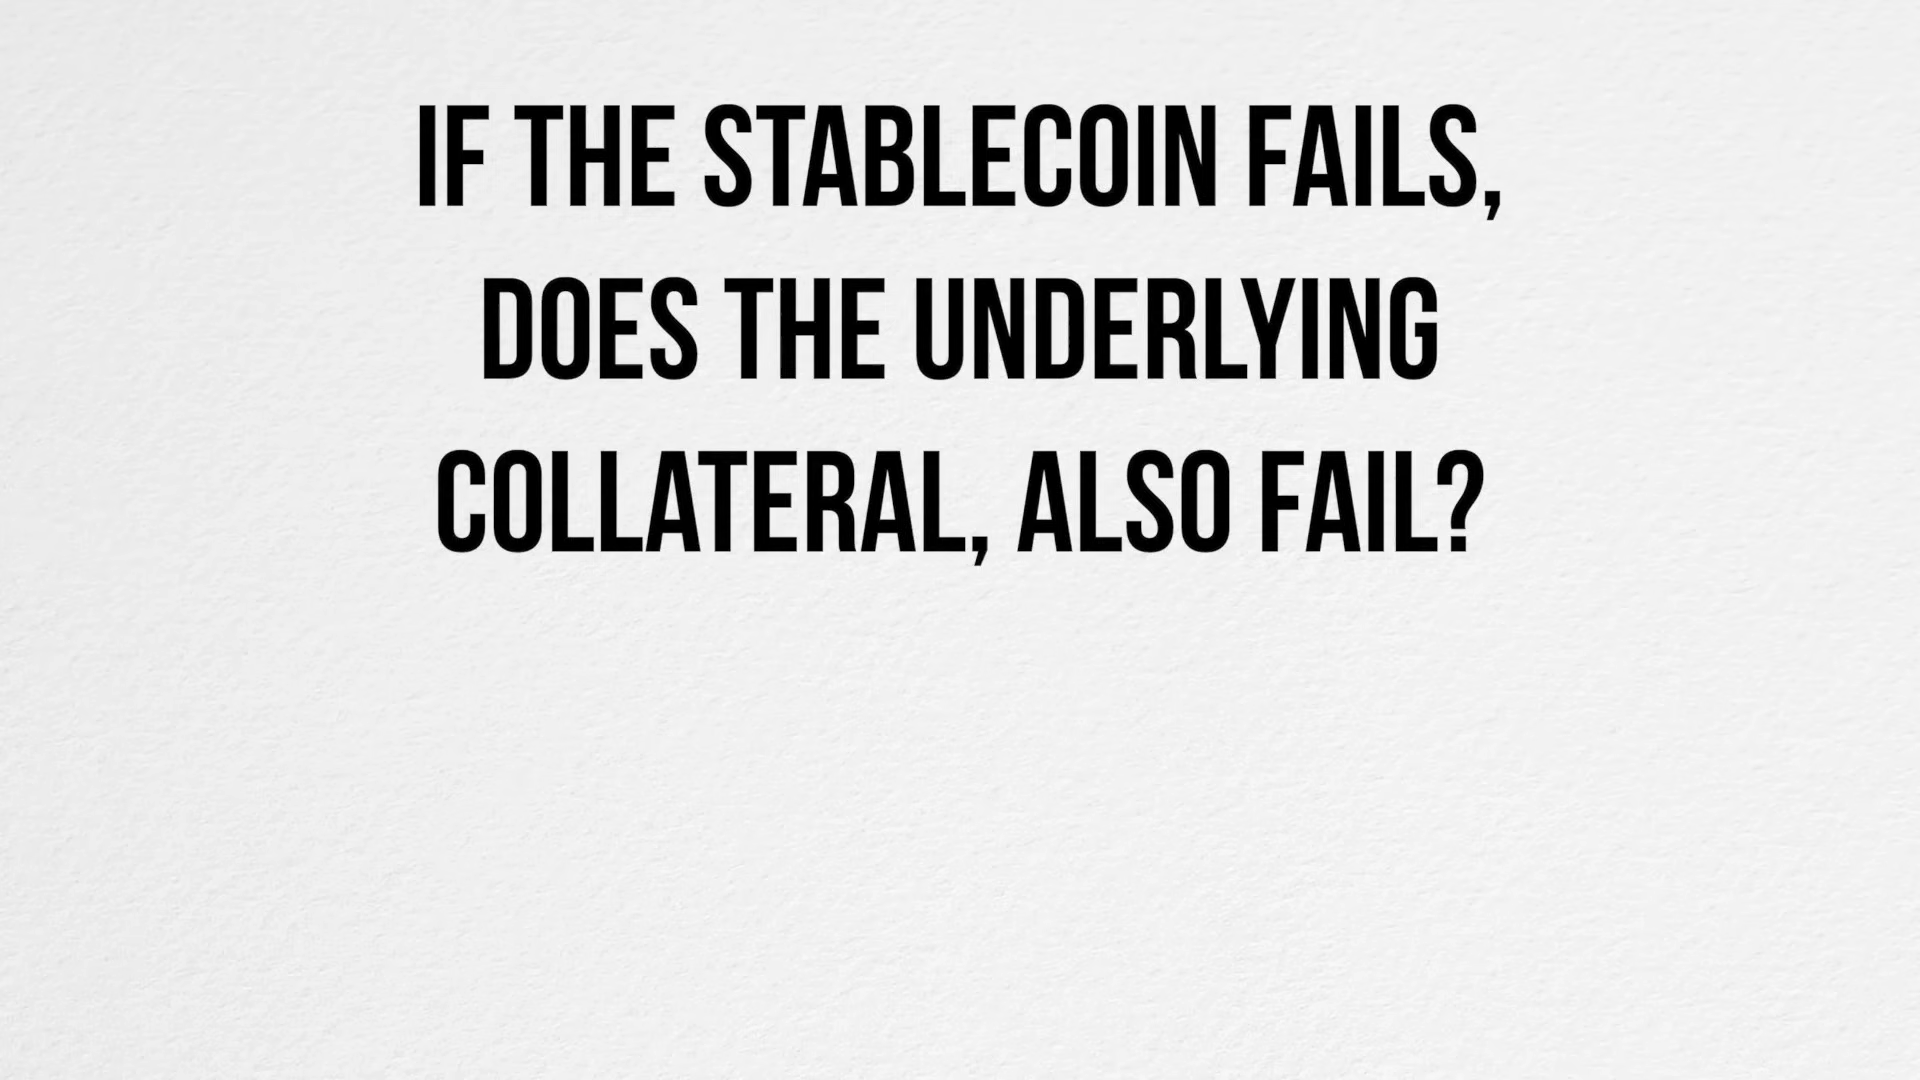 IF THE STABLECOIN FAILS,
DOES THE UNDERLYING
COLLATERAL, ALSO FAIL?